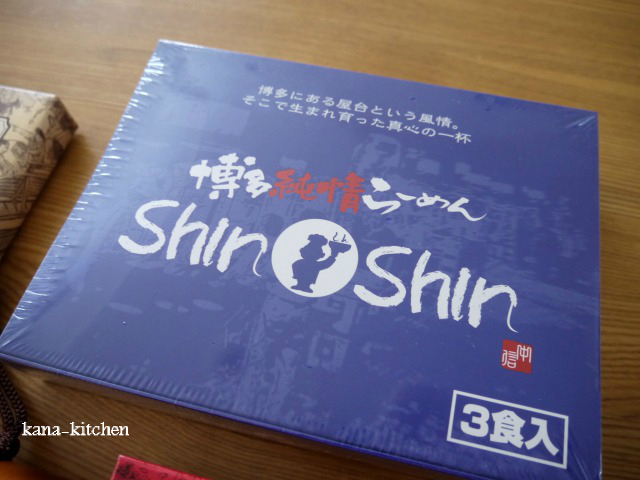 博多にある屋台という風情。
そこで生まれ育った真心の一杯
博多純情らーめん
Shin Shin
3食入
kana-kitchen